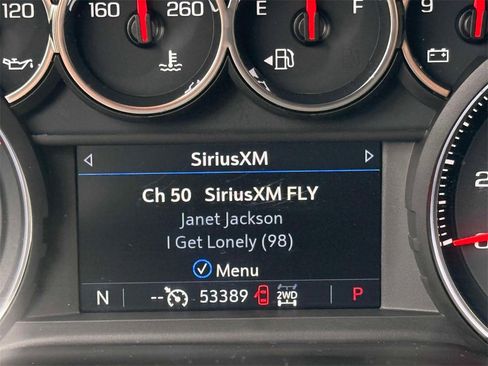 120 160 260 E F 9
SiriusXM
Ch 50 SiriusXM FLY
Janet Jackson
I Get Lonely (98)
Menu
N -- 53389 2WD P